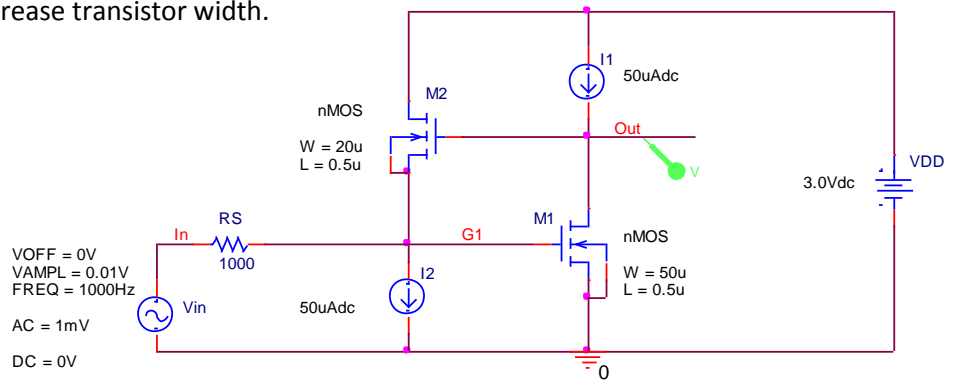 rease transistor width.
I1
50uAdc
M2
nMOS
W = 20u
L = 0.5u
Out
V
VDD
3.0Vdc
RS
In
1000
G1
M1
nMOS
W = 50u
L = 0.5u
VOFF = 0V
VAMPL = 0.01V
FREQ = 1000Hz
AC = 1mV
DC = 0V
Vin
I2
50uAdc
0